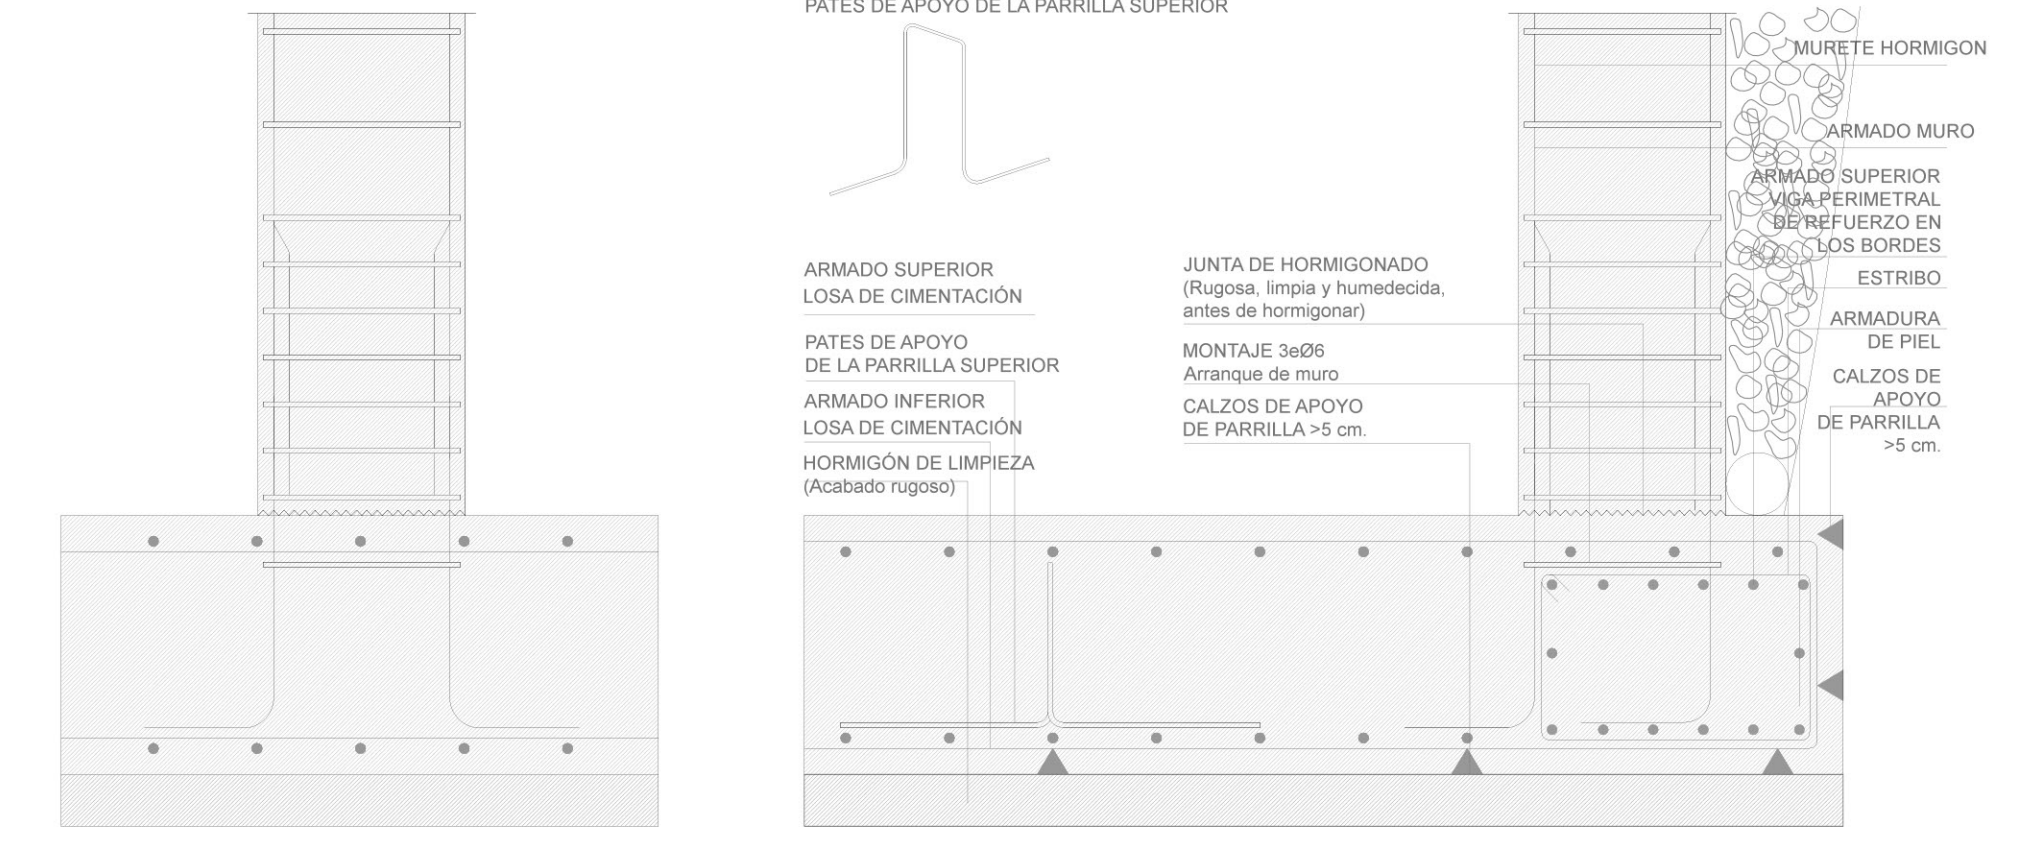 PATES DE APOYO DE LA PARRILLA SUPERIOR
ARMADO SUPERIOR
LOSA DE CIMENTACIÓN
PATES DE APOYO
DE LA PARRILLA SUPERIOR
ARMADO INFERIOR
LOSA DE CIMENTACIÓN
HORMIGÓN DE LIMPIEZA
(Acabado rugoso)
JUNTA DE HORMIGONADO
(Rugosa, limpia y humedecida,
antes de hormigonar)
MONTAJE 3eØ6
Arranque de muro
CALZOS DE APOYO
DE PARRILLA >5 cm.
MURETE HORMIGON
ARMADO MURO
ARMADO SUPERIOR
VIGA PERIMETRAL
DE REFUERZO EN
LOS BORDES
ESTRIBO
ARMADURA
DE PIEL
CALZOS DE
APOYO
DE PARRILLA
>5 cm.